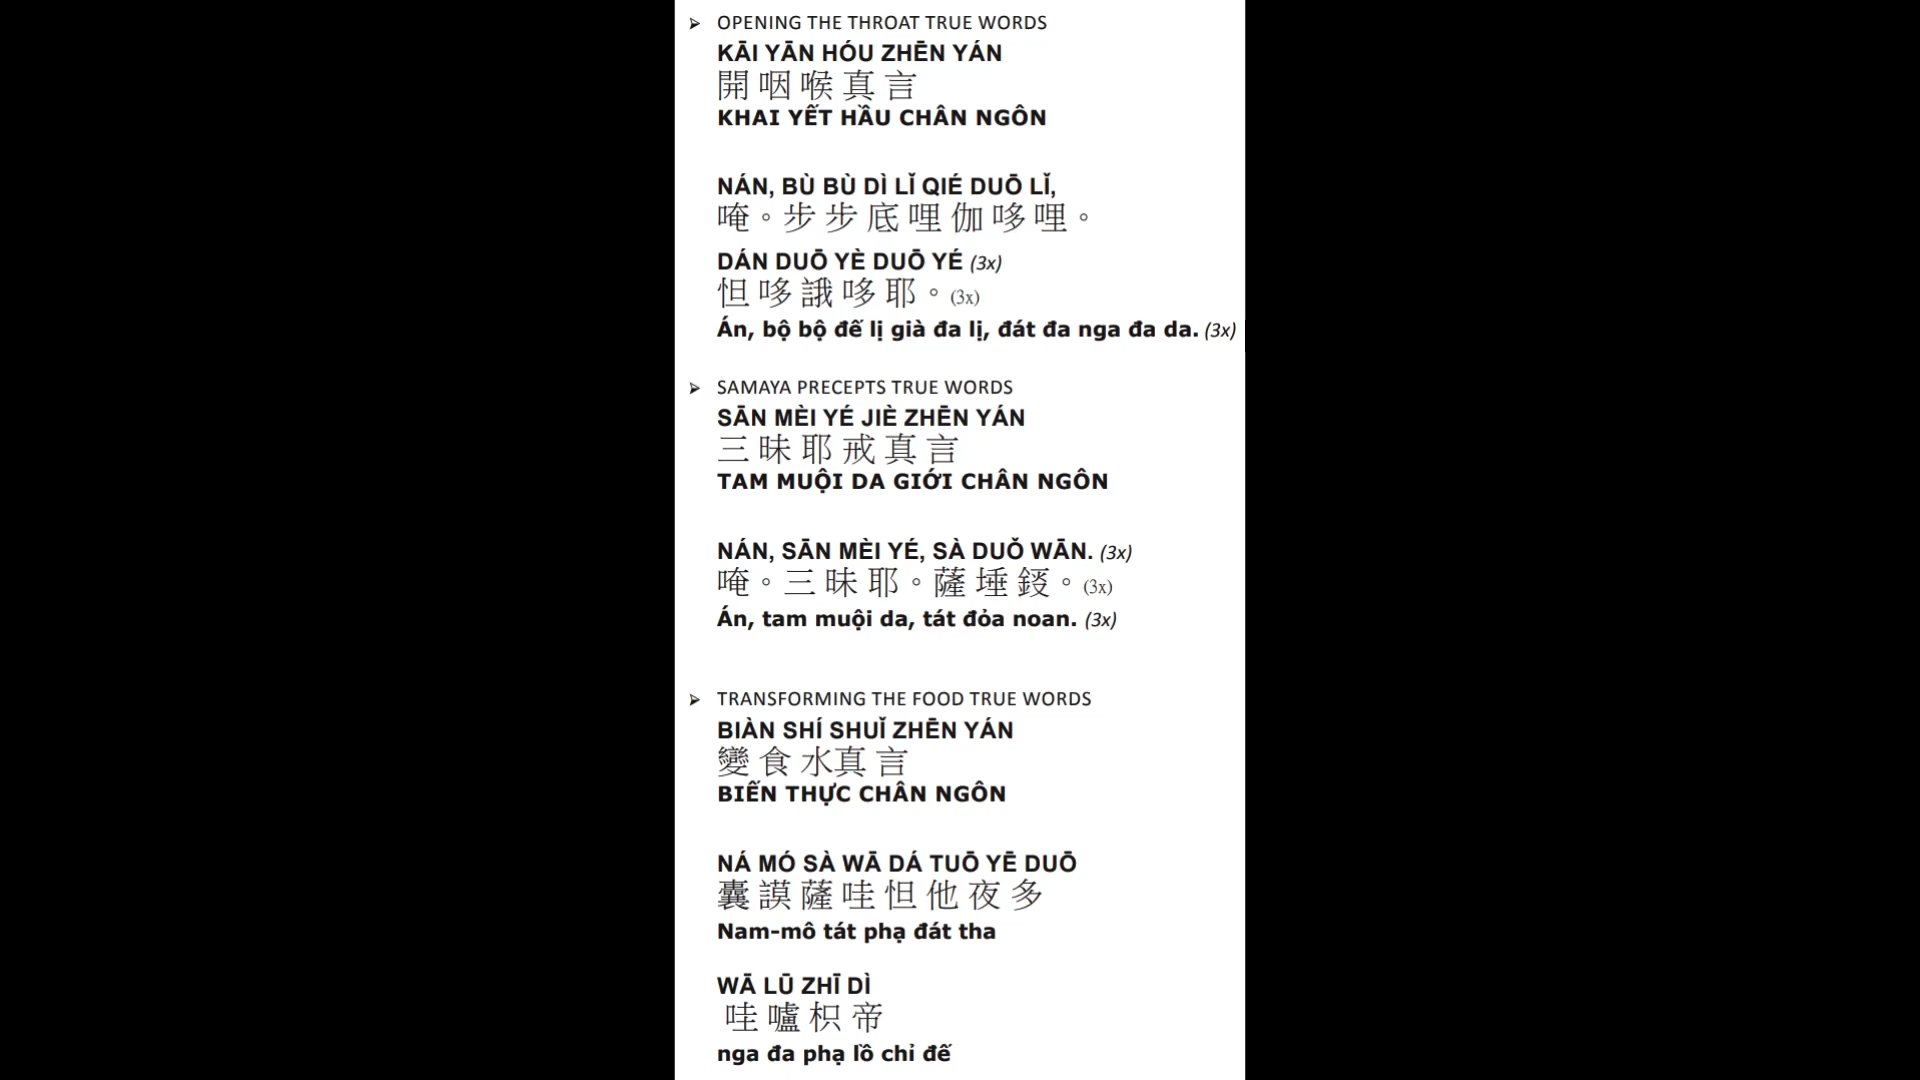 ➢ OPENING THE THROAT TRUE WORDS
KĀI YĀN HÓU ZHĒN YÁN
開 咽 喉 真 言
KHAI YẾT HẦU CHÂN NGÔN
NÁN, BÙ BÙ DÌ LǏ QIÉ DUŌ LǏ,
唵。步 步 底 哩 伽 哆 哩。
DÁN DUŌ YÈ DUŌ YÉ (3x)
怛 哆 誐 哆 耶。(3x)
Án, bộ bộ đế lị già đa lị, đát đa nga đa da. (3x)
➢ SAMAYA PRECEPTS TRUE WORDS
SĀN MÈI YÉ JIÈ ZHĒN YÁN
三 昧 耶 戒 真 言
TAM MUỘI DA GIỚI CHÂN NGÔN
NÁN, SĀN MÈI YÉ, SÀ DUǑ WĀN. (3x)
唵。三 昧 耶。薩 埵 鋄。(3x)
Án, tam muội da, tát đỏa noan. (3x)
➢ TRANSFORMING THE FOOD TRUE WORDS
BIÀN SHÍ SHUǏ ZHĒN YÁN
變 食 水真 言
BIẾN THỰC CHÂN NGÔN
NÁ MÓ SÀ WĀ DÁ TUŌ YĒ DUŌ
囊 謨 薩 哇 怛 他 夜 多
Nam-mô tát phạ đát tha
WĀ LŪ ZHĪ DÌ
哇 嚧 枳 帝
nga đa phạ lồ chỉ đế